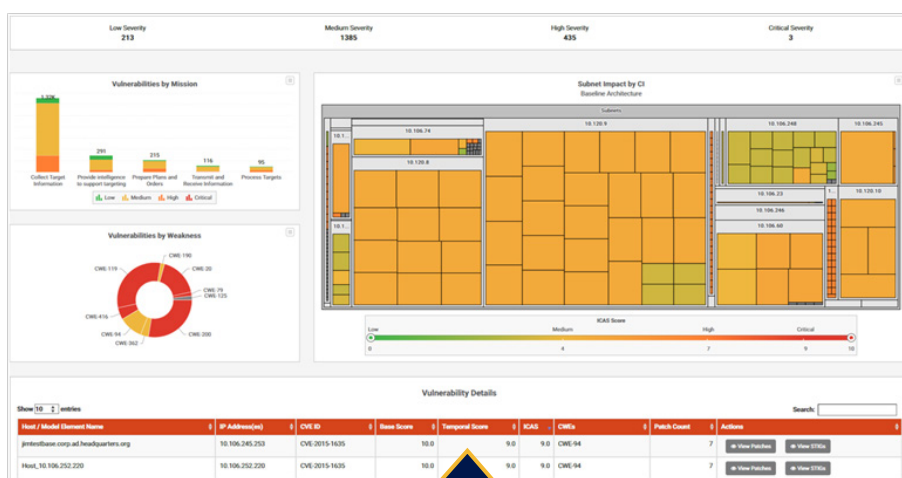 Low Severity
213
Medium Severity
1385
High Severity
435
Critical Severity
3
Vulnerabilities by Mission
291
215
116
95
Collect Target Information
Provide intelligence to support targeting
Prepare Plans and Orders
Transmit and Receive Information
Process Targets
Low Medium High Critical
Vulnerabilities by Weakness
CWE-190
CWE-20
CWE-119
CWE-79
CWE-125
CWE-416
CWE-94
CWE-362
CWE-200
Subnet Impact by CI
Baseline Architecture
Subnets
10.1...
10.106.74
10.120.9
10.106.248
10.106.245
10.120.8
10.106.23
1...
10.120.10
10.1...
10.106.246
10.106.60
ICAS Score
Low Medium High Critical
0 4 7 9 10
Vulnerability Details
Show 10 entries
Search:
Host / Model Element Name IP Address(es) CVE ID Base Score Temporal Score ICAS CWEs Patch Count Actions
jimtestbase.corp.ad.headquarters.org 10.106.245.253 CVE-2015-1635 10.0 9.0 9.0 CWE-94 7 View Patches View STIGs
Host_10.106.252.220 10.106.252.220 CVE-2015-1635 10.0 9.0 9.0 CWE-94 7 View Patches View STIGs